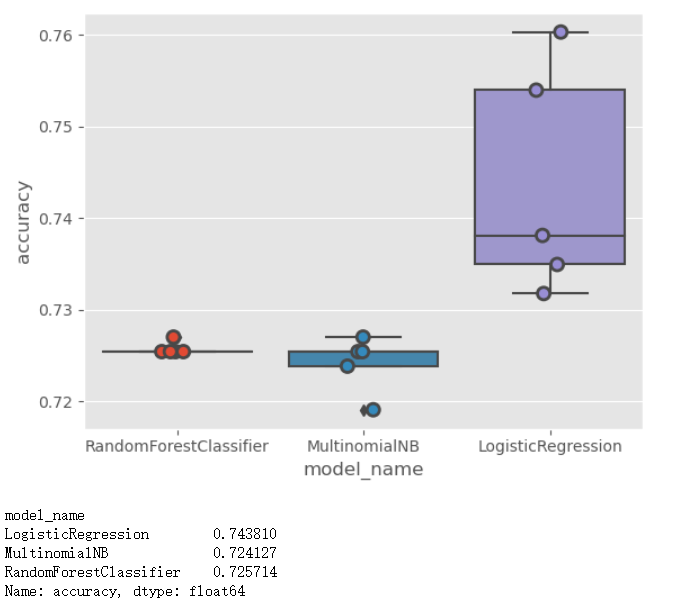 0.76
0.75
0.74
0.73
0.72
accuracy
RandomForestClassifier MultinomialNB LogisticRegression
model_name
model_name
LogisticRegression 0.743810
MultinomialNB 0.724127
RandomForestClassifier 0.725714
Name: accuracy, dtype: float64